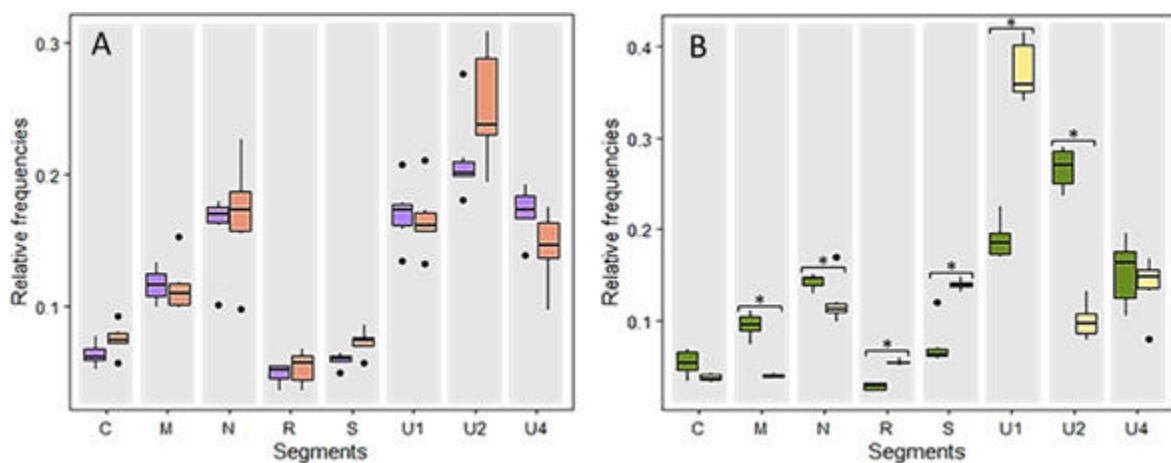 A
Relative frequencies
0.3
0.2
0.1
C M N R S U1 U2 U4
Segments
B
Relative frequencies
0.4
0.3
0.2
0.1
* * * * * *
C M N R S U1 U2 U4
Segments